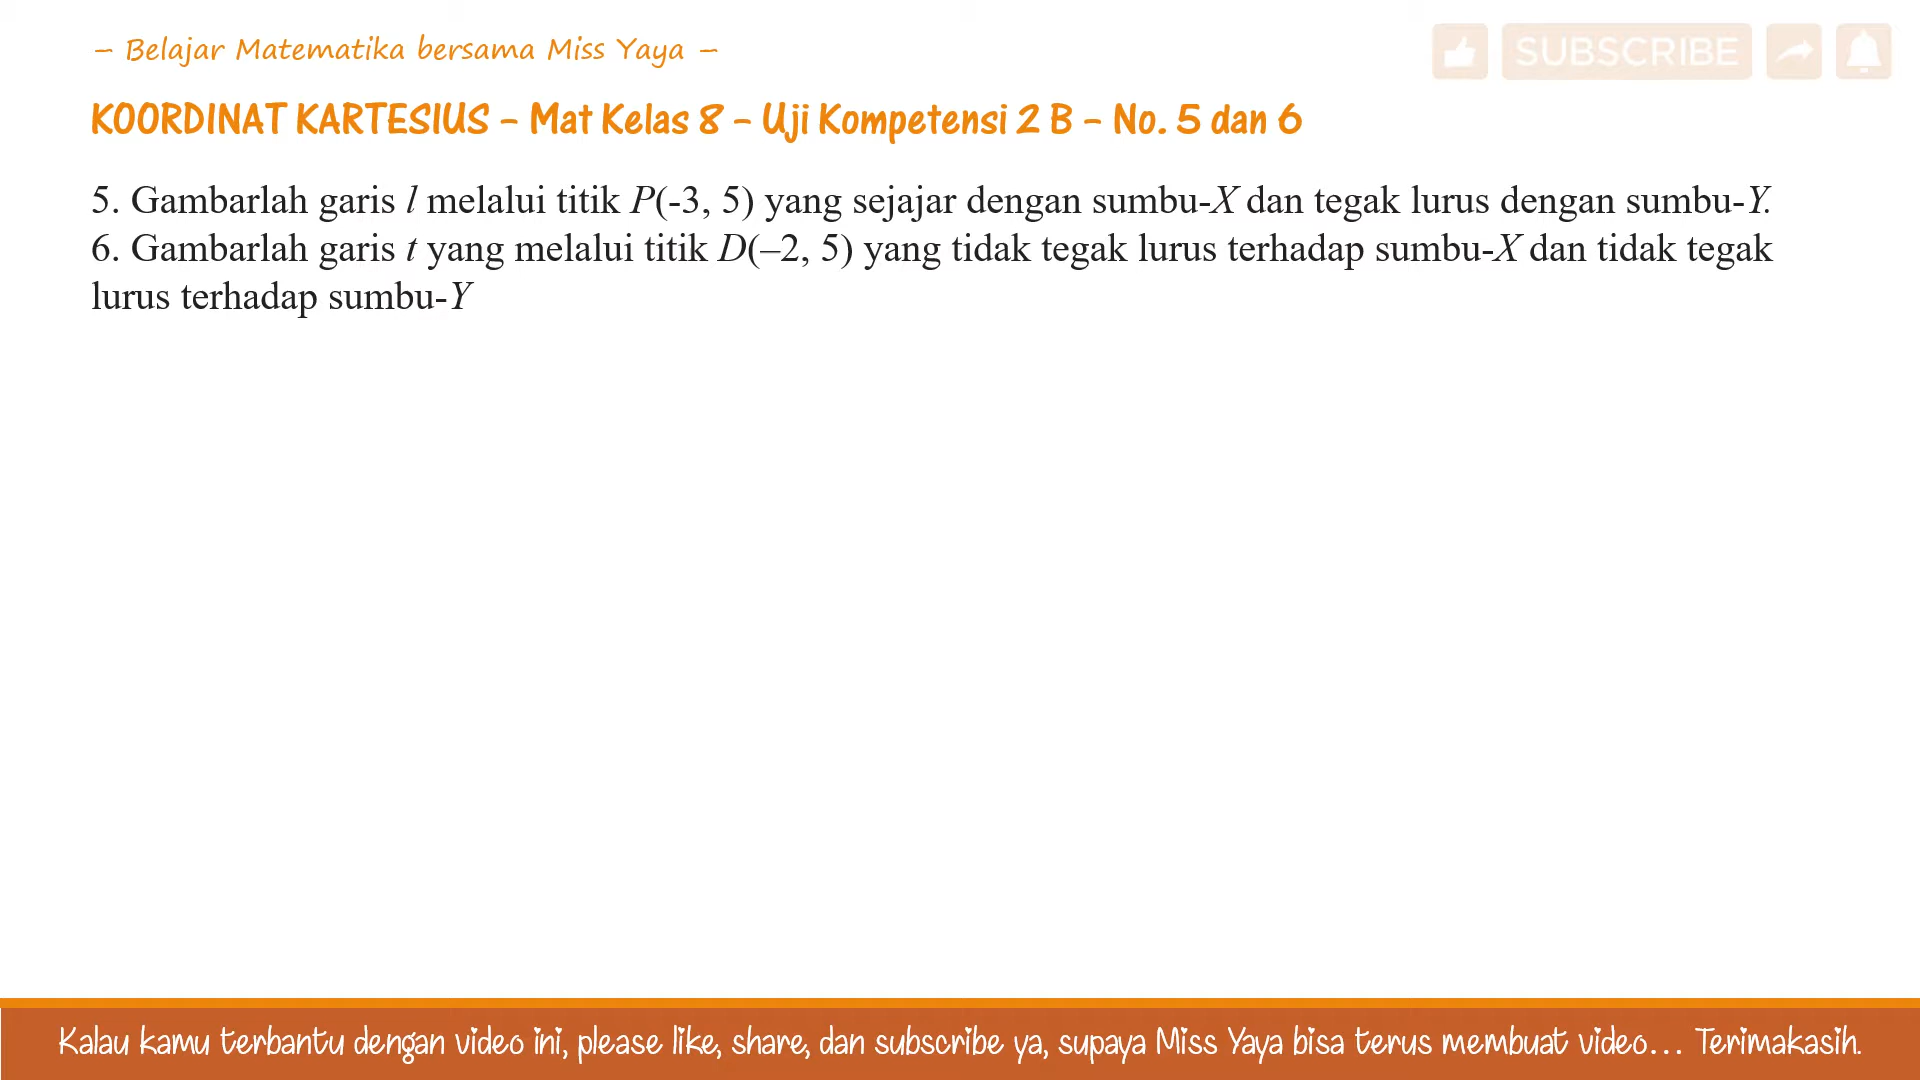 – Belajar Matematika bersama Miss Yaya –
SUBSCRIBE
KOORDINAT KARTESIUS – Mat Kelas 8 – Uji Kompetensi 2 B – No. 5 dan 6
5. Gambarlah garis l melalui titik P(-3, 5) yang sejajar dengan sumbu-X dan tegak lurus dengan sumbu-Y.
6. Gambarlah garis t yang melalui titik D(–2, 5) yang tidak tegak lurus terhadap sumbu-X dan tidak tegak
lurus terhadap sumbu-Y
Kalau kamu terbantu dengan video ini, please like, share, dan subscribe ya, supaya Miss Yaya bisa terus membuat video... Terimakasih.